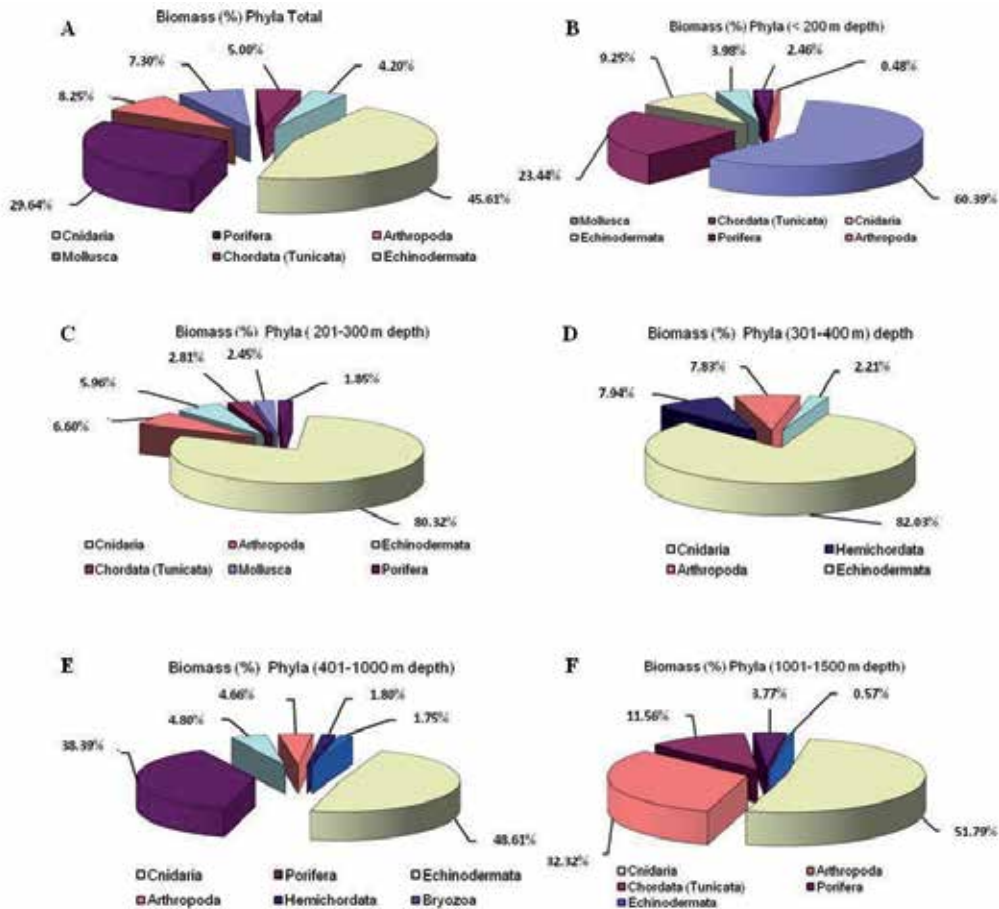 A
Biomass (%) Phyla Total
7.30%
5.00%
4.20%
8.25%
29.64%
45.61%
Cnidaria Porifera Arthropoda
Mollusca Chordata (Tunicata) Echinodermata
B
Biomass (%) Phyla (< 200 m depth)
9.25%
3.98%
2.46%
0.48%
23.44%
60.39%
Mollusca Chordata (Tunicata) Cnidaria
Echinodermata Porifera Arthropoda
C
Biomass (%) Phyla ( 201-300 m depth)
2.81%
2.45%
1.85%
5.96%
6.60%
80.32%
Cnidaria Arthropoda Echinodermata
Chordata (Tunicata) Mollusca Porifera
D
Biomass (%) Phyla (301-400 m) depth
7.83%
2.21%
7.94%
82.03%
Cnidaria Hemichordata
Arthropoda Echinodermata
E
Biomass (%) Phyla (401-1000 m depth)
4.66%
1.80%
1.75%
4.80%
38.39%
48.61%
Cnidaria Porifera Echinodermata
Arthropoda Hemichordata Bryozoa
F
Biomass (%) Phyla (1001-1500 m depth)
3.77%
0.57%
11.56%
32.32%
51.79%
Cnidaria Arthropoda
Chordata (Tunicata) Porifera
Echinodermata